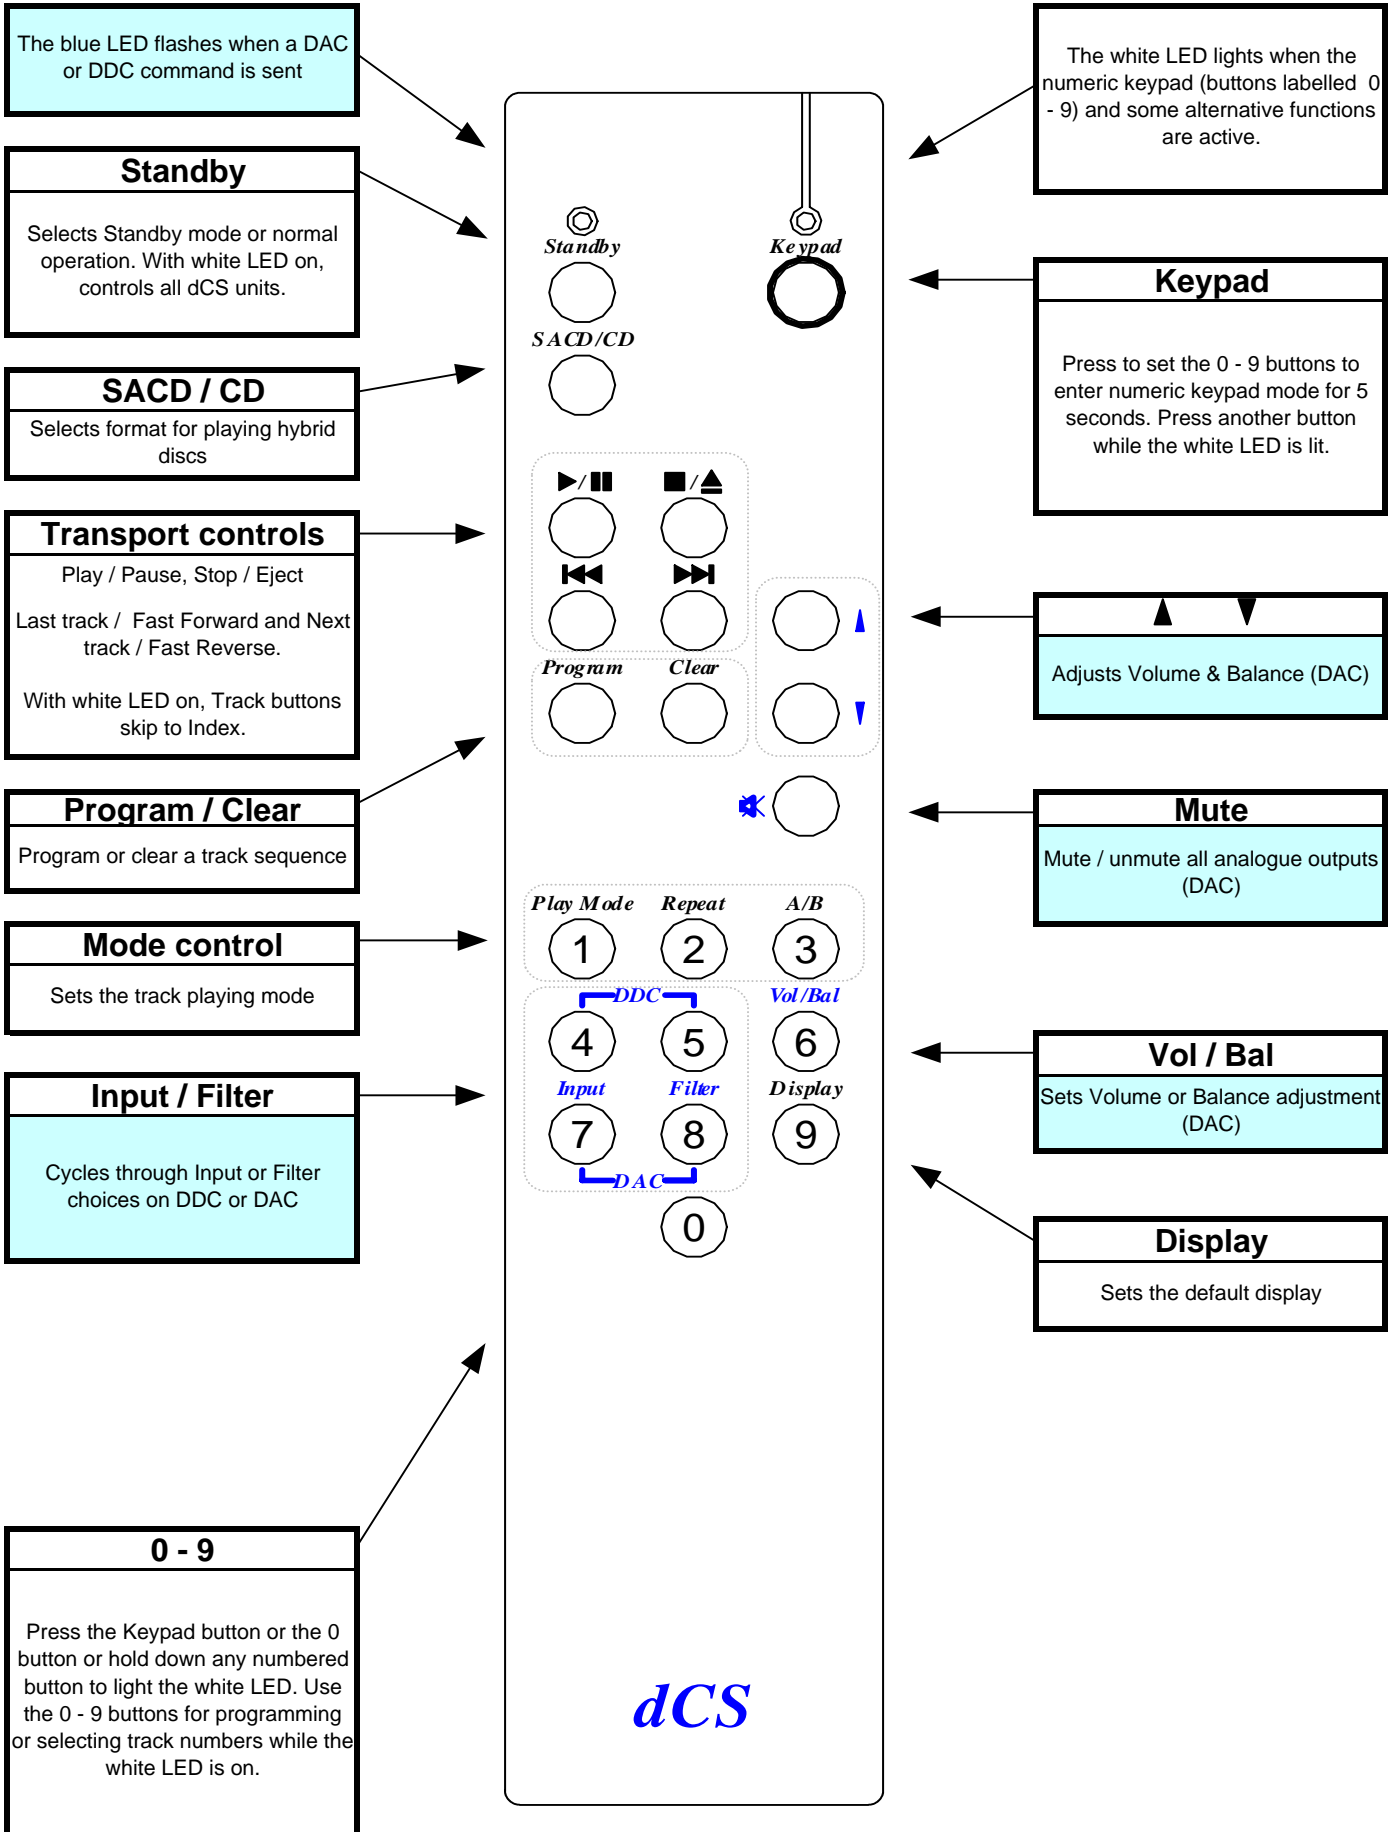 The blue LED flashes when a DAC
or DDC command is sent
Standby
Selects Standby mode or normal
operation. With white LED on,
controls all dCS units.
SACD / CD
Selects format for playing hybrid
discs
Transport controls
Play / Pause, Stop / Eject
Last track / Fast Forward and Next
track / Fast Reverse.
With white LED on, Track buttons
skip to Index.
Program / Clear
Program or clear a track sequence
Mode control
Sets the track playing mode
Input / Filter
Cycles through Input or Filter
choices on DDC or DAC
0 - 9
Press the Keypad button or the 0
button or hold down any numbered
button to light the white LED. Use
the 0 - 9 buttons for programming
or selecting track numbers while the
white LED is on.
Standby Keypad
SACD/CD
/ /
Program Clear
Play Mode Repeat A/B
1 2 3
DDC Vol/Bal
4 5 6
Input Filter Display
7 8 9
DAC
0
dCS
The white LED lights when the
numeric keypad (buttons labelled 0
- 9) and some alternative functions
are active.
Keypad
Press to set the 0 - 9 buttons to
enter numeric keypad mode for 5
seconds. Press another button
while the white LED is lit.
Adjusts Volume & Balance (DAC)
Mute
Mute / unmute all analogue outputs
(DAC)
Vol / Bal
Sets Volume or Balance adjustment
(DAC)
Display
Sets the default display